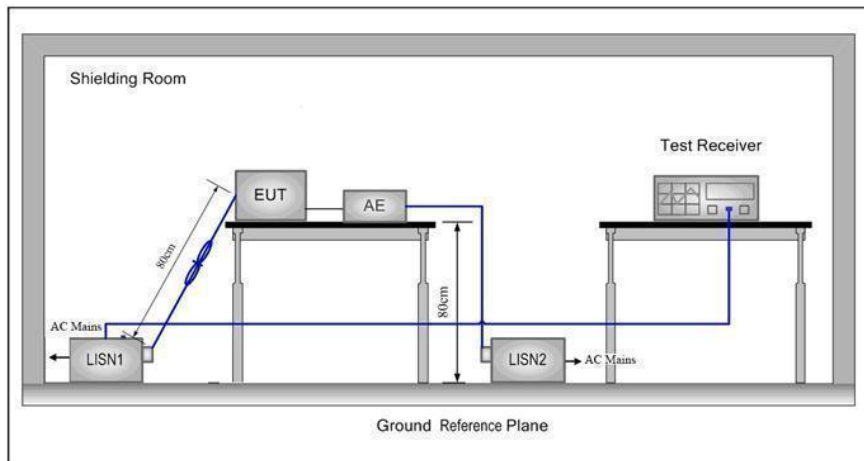 Shielding Room
Test Receiver
EUT
AE
80cm
80cm
AC Mains
LISN1
LISN2
AC Mains
Ground Reference Plane